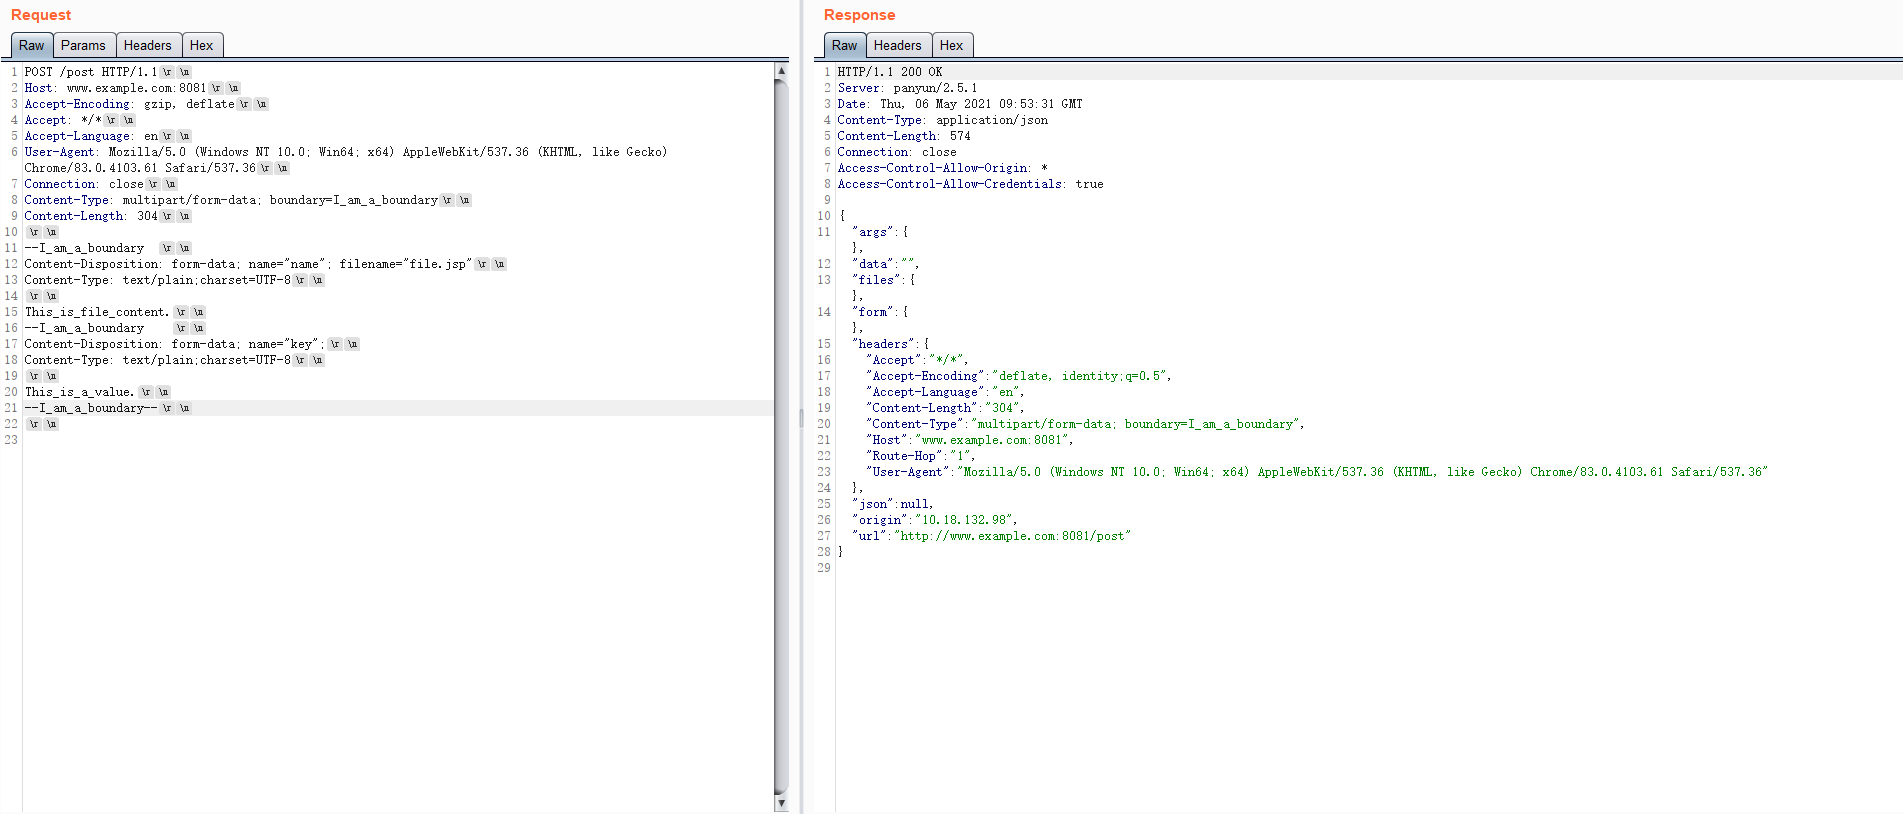 Request
Raw Params Headers Hex
1 POST /post HTTP/1.1 \r \n
2 Host: www.example.com:8081 \r \n
3 Accept-Encoding: gzip, deflate \r \n
4 Accept: */* \r \n
5 Accept-Language: en \r \n
6 User-Agent: Mozilla/5.0 (Windows NT 10.0; Win64; x64) AppleWebKit/537.36 (KHTML, like Gecko)
Chrome/83.0.4103.61 Safari/537.36 \r \n
7 Connection: close \r \n
8 Content-Type: multipart/form-data; boundary=I_am_a_boundary \r \n
9 Content-Length: 304 \r \n
10 \r \n
11 --I_am_a_boundary   \r \n
12 Content-Disposition: form-data; name="name"; filename="file.jsp" \r \n
13 Content-Type: text/plain;charset=UTF-8 \r \n
14 \r \n
15 This_is_file_content. \r \n
16 --I_am_a_boundary     \r \n
17 Content-Disposition: form-data; name="key"; \r \n
18 Content-Type: text/plain;charset=UTF-8 \r \n
19 \r \n
20 This_is_a_value. \r \n
21 --I_am_a_boundary-- \r \n
22 \r \n
23
Response
Raw Headers Hex
1 HTTP/1.1 200 OK
2 Server: panyun/2.5.1
3 Date: Thu, 06 May 2021 09:53:31 GMT
4 Content-Type: application/json
5 Content-Length: 574
6 Connection: close
7 Access-Control-Allow-Origin: *
8 Access-Control-Allow-Credentials: true
9
10 {
11 "args":{
},
12 "data":"",
13 "files":{
},
14 "form":{
},
15 "headers":{
16 "Accept":"*/*",
17 "Accept-Encoding":"deflate, identity;q=0.5",
18 "Accept-Language":"en",
19 "Content-Length":"304",
20 "Content-Type":"multipart/form-data; boundary=I_am_a_boundary",
21 "Host":"www.example.com:8081",
22 "Route-Hop":"1",
23 "User-Agent":"Mozilla/5.0 (Windows NT 10.0; Win64; x64) AppleWebKit/537.36 (KHTML, like Gecko) Chrome/83.0.4103.61 Safari/537.36"
24 },
25 "json":null,
26 "origin":"10.18.132.98",
27 "url":"http://www.example.com:8081/post"
28 }
29